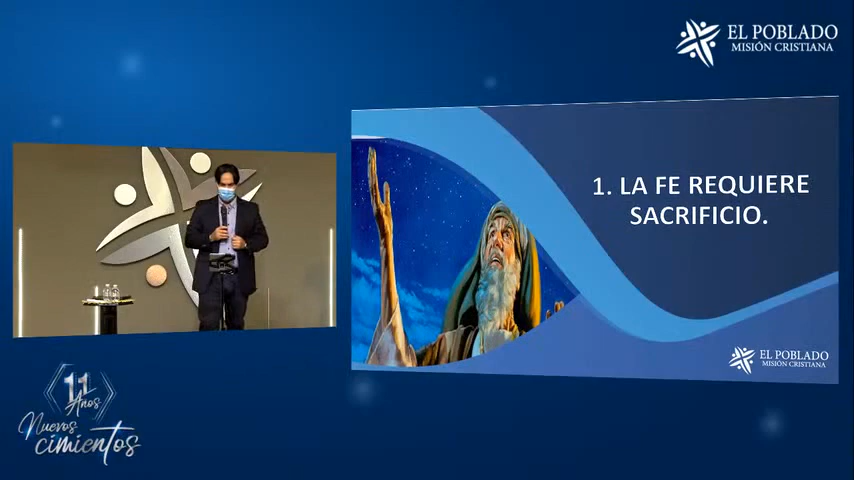 EL POBLADO
MISIÓN CRISTIANA
1. LA FE REQUIERE
SACRIFICIO.
EL POBLADO
MISIÓN CRISTIANA
11
Años
Nuevos
cimientos